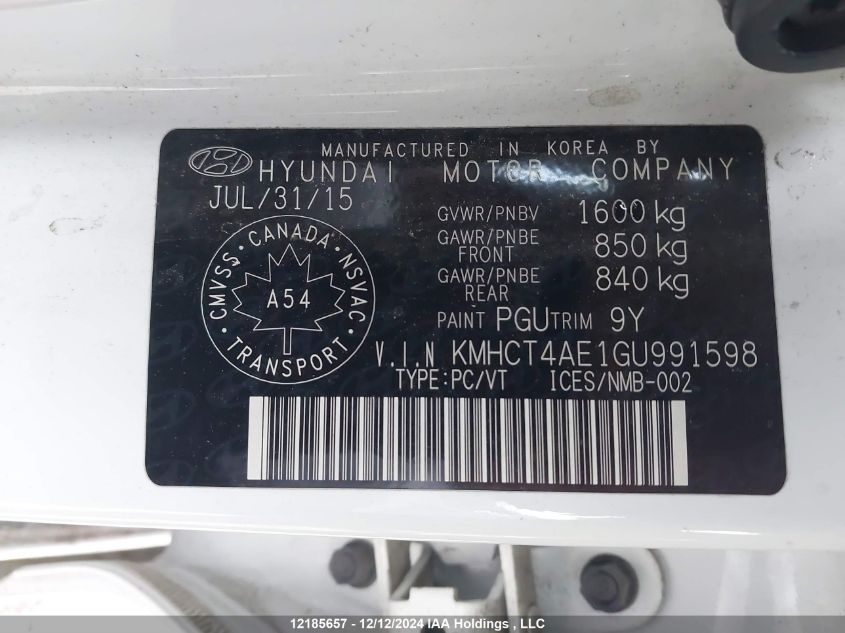 MANUFACTURED IN KOREA BY
HYUNDAI MOTOR COMPANY
JUL/31/15
GVWR/PNBV 1600 kg
GAWR/PNBE FRONT 850 kg
GAWR/PNBE REAR 840 kg
CANADA
CMVSS NSVAC
A54
TRANSPORT
PAINT PGU TRIM 9Y
V.I.N KMHCT4AE1GU991598
TYPE:PC/VT ICES/NMB-002
12185657 - 12/12/2024 IAA Holdings , LLC